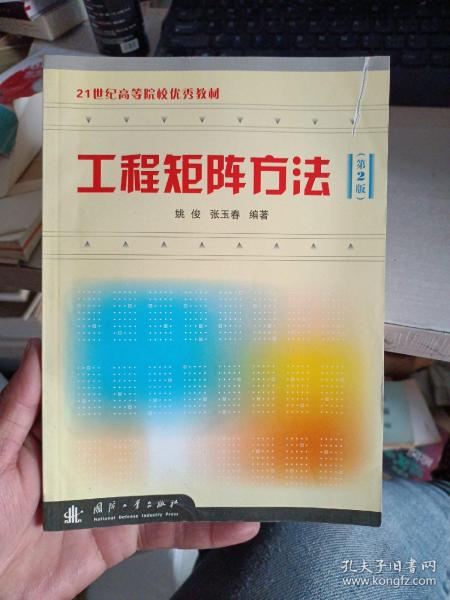 21世纪高等院校优秀教材
工程矩阵方法
(第2版)
姚 俊 张玉春 编著
国防工业出版社
National Defense Industry Press
孔夫子旧书网
www.kongfz.com